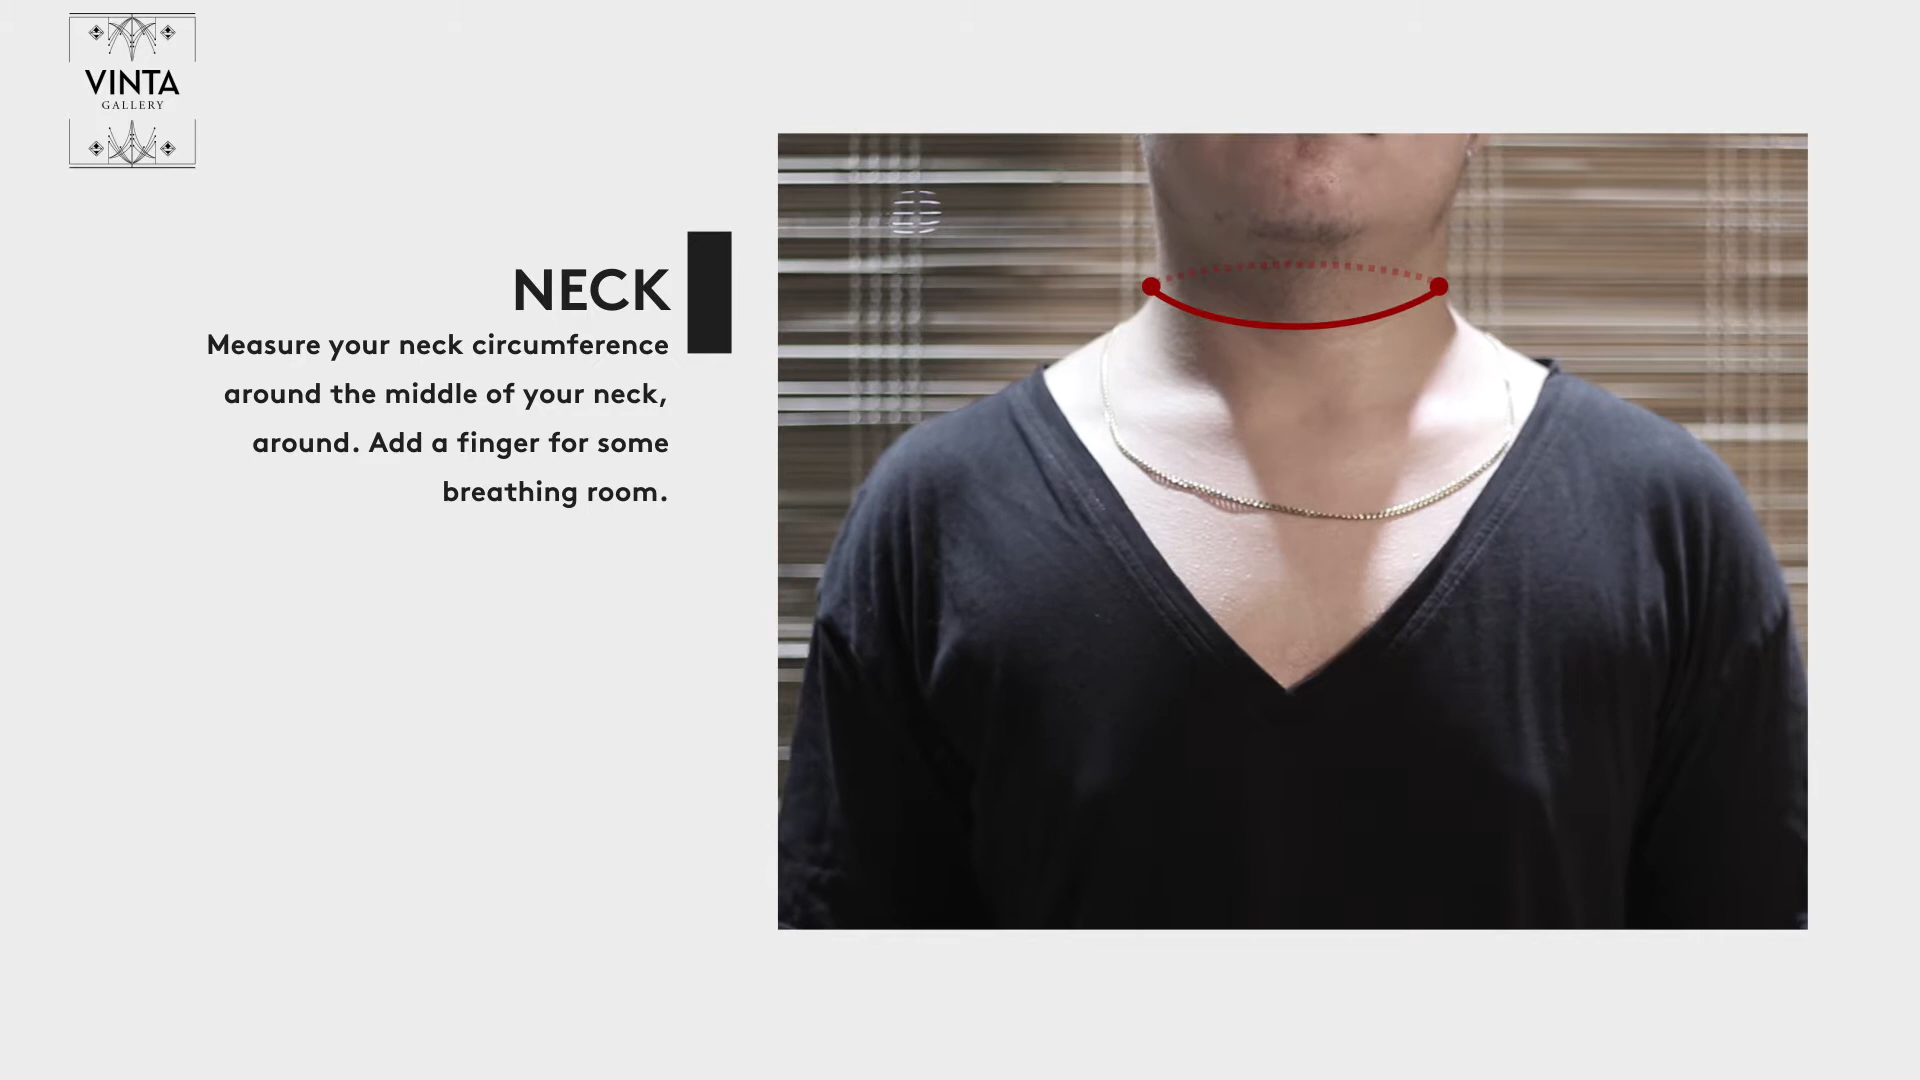 VINTA
GALLERY
NECK
Measure your neck circumference
around the middle of your neck,
around. Add a finger for some
breathing room.